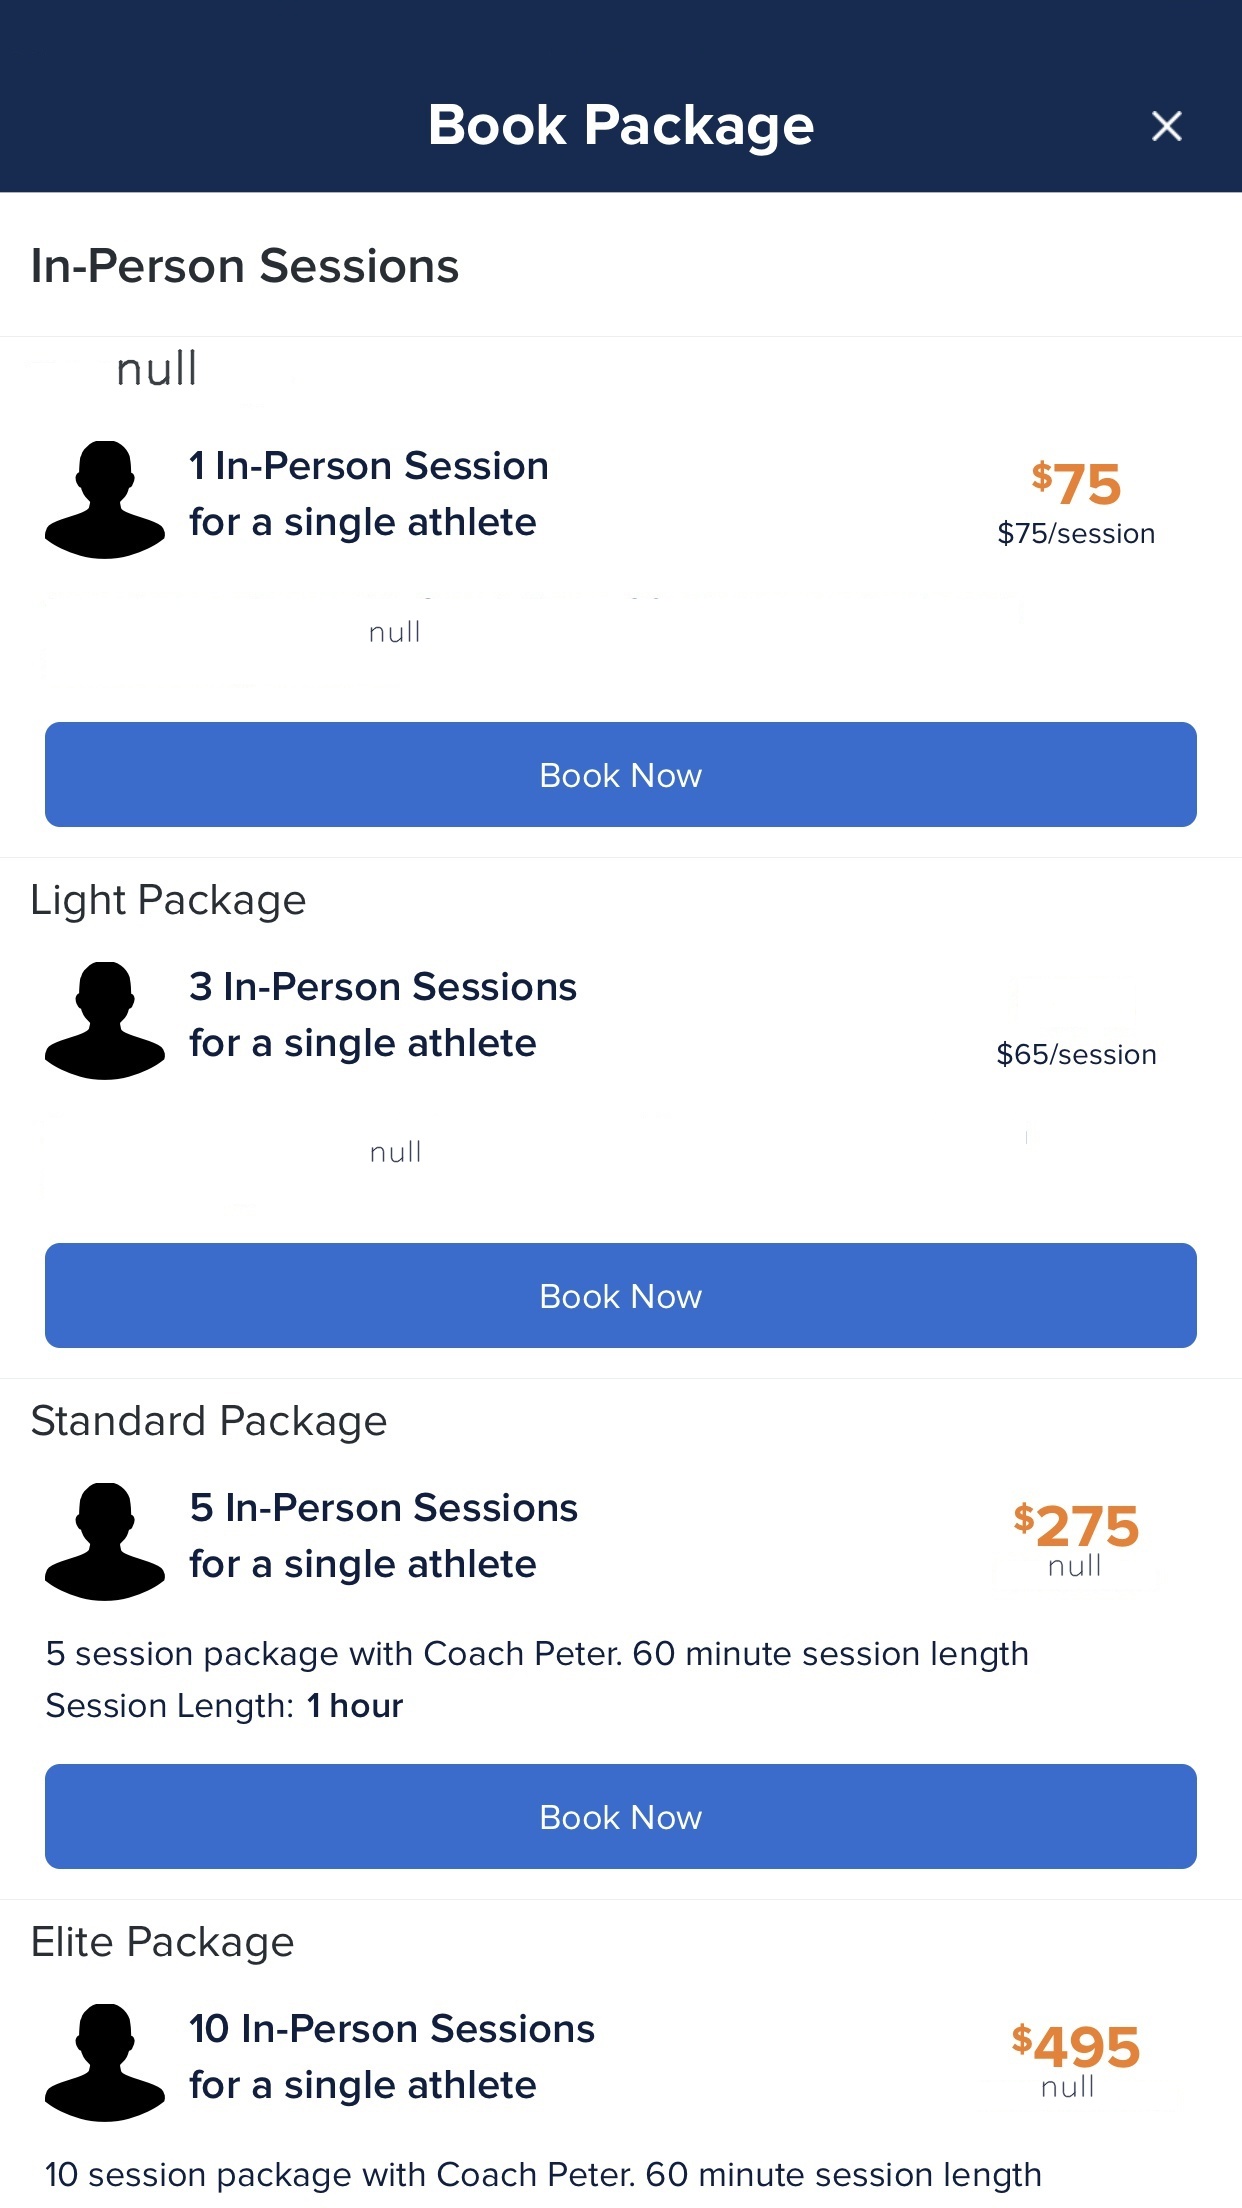 Book Package
In-Person Sessions
null
1 In-Person Session
for a single athlete
$75
$75/session
null
Book Now
Light Package
3 In-Person Sessions
for a single athlete
$65/session
null
Book Now
Standard Package
5 In-Person Sessions
for a single athlete
$275
null
5 session package with Coach Peter. 60 minute session length
Session Length: 1 hour
Book Now
Elite Package
10 In-Person Sessions
for a single athlete
$495
null
10 session package with Coach Peter. 60 minute session length